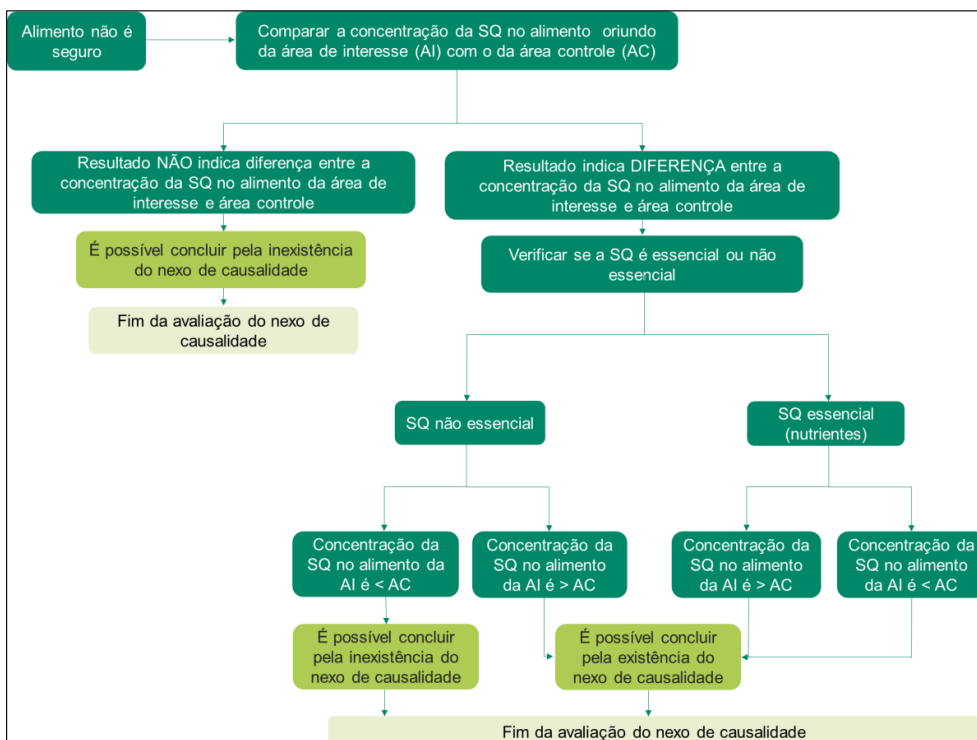 Alimento não é
seguro
Comparar a concentração da SQ no alimento oriundo
da área de interesse (AI) com o da área controle (AC)
Resultado NÃO indica diferença entre a
concentração da SQ no alimento da área de
interesse e área controle
Resultado indica DIFERENÇA entre a
concentração da SQ no alimento da área de
interesse e área controle
É possível concluir pela inexistência
do nexo de causalidade
Verificar se a SQ é essencial ou não
essencial
Fim da avaliação do nexo de
causalidade
SQ não essencial
SQ essencial
(nutrientes)
Concentração da
SQ no alimento da
AI é < AC
Concentração da
SQ no alimento
da AI é > AC
Concentração da
SQ no alimento
da AI é > AC
Concentração da
SQ no alimento
da AI é < AC
É possível concluir
pela inexistência do
nexo de causalidade
É possível concluir
pela existência do
nexo de causalidade
Fim da avaliação do nexo de causalidade